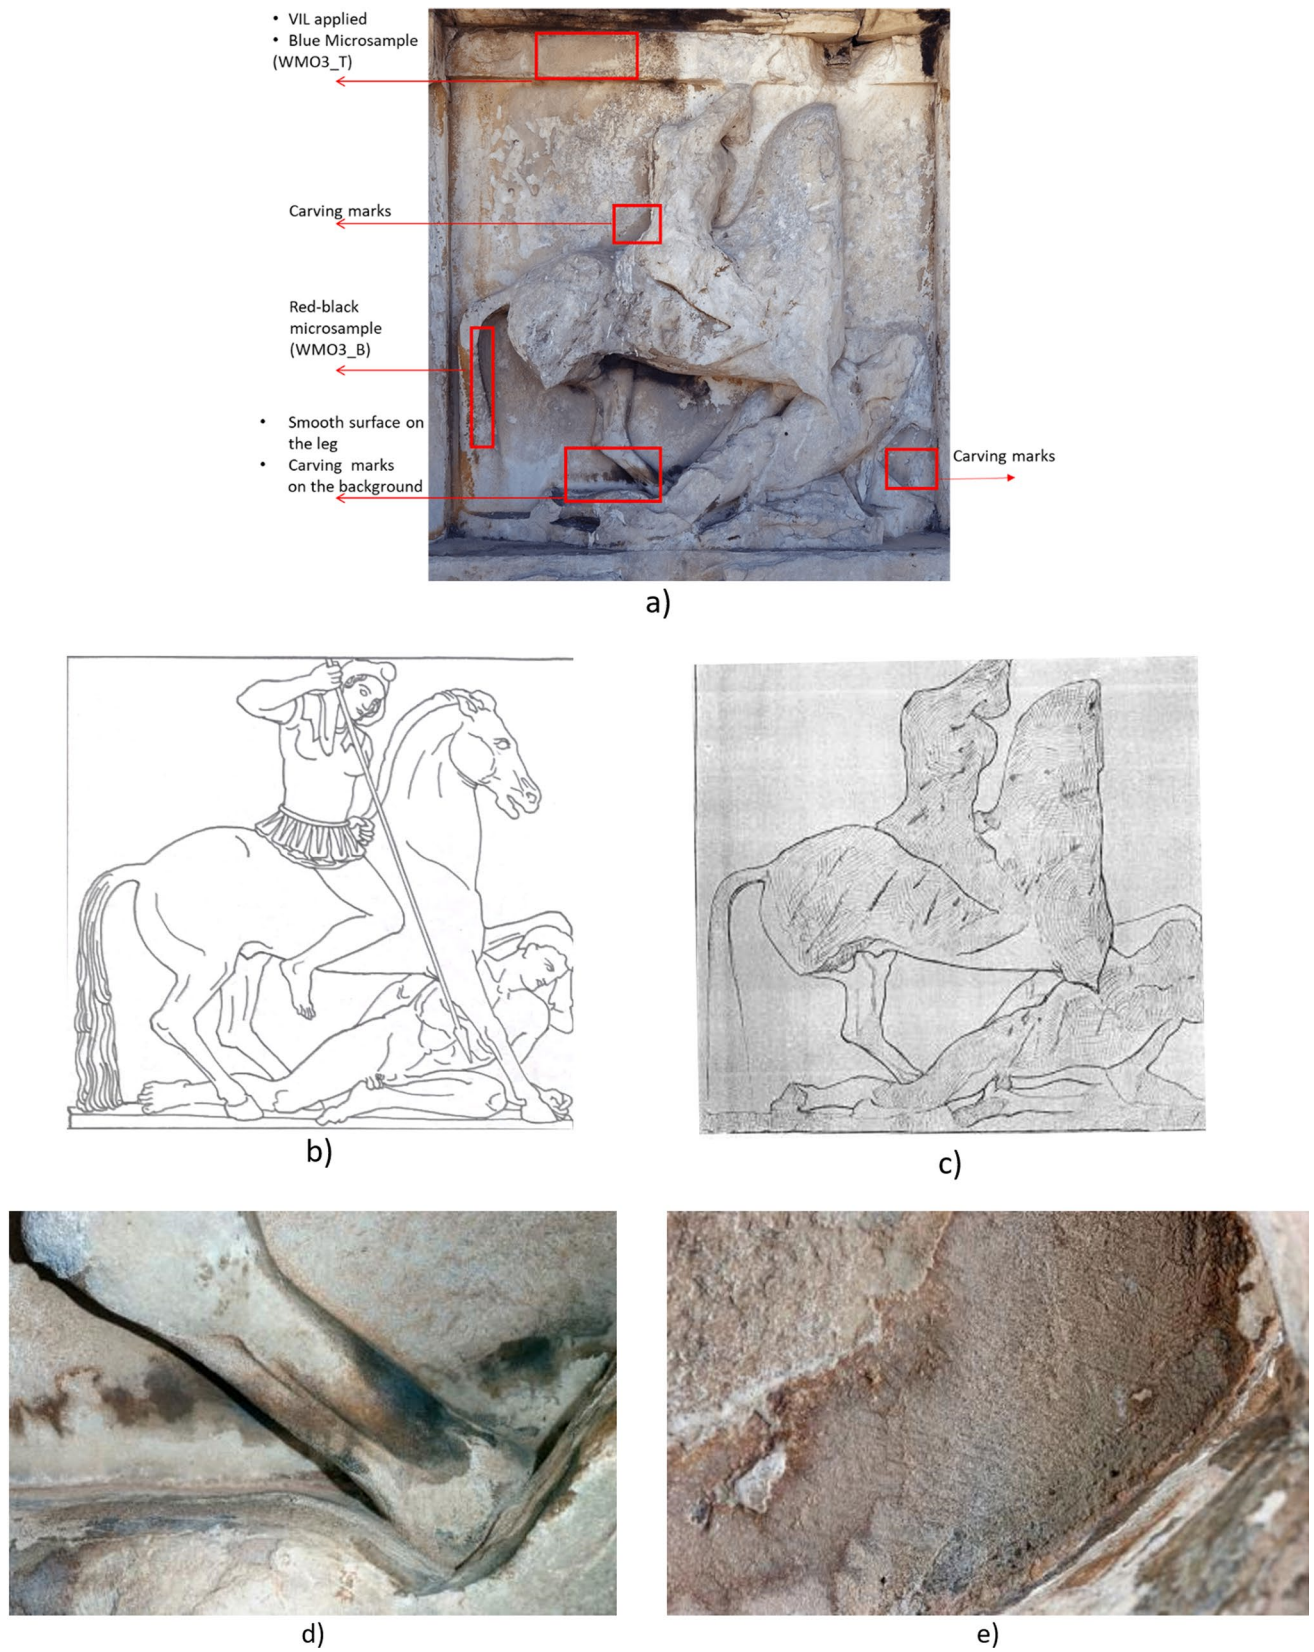 • VIL applied
• Blue Microsample
(WMO3_T)
Carving marks
Red-black
microsample
(WMO3_B)
• Smooth surface on
the leg
• Carving marks
on the background
Carving marks
a)
b)
c)
d)
e)